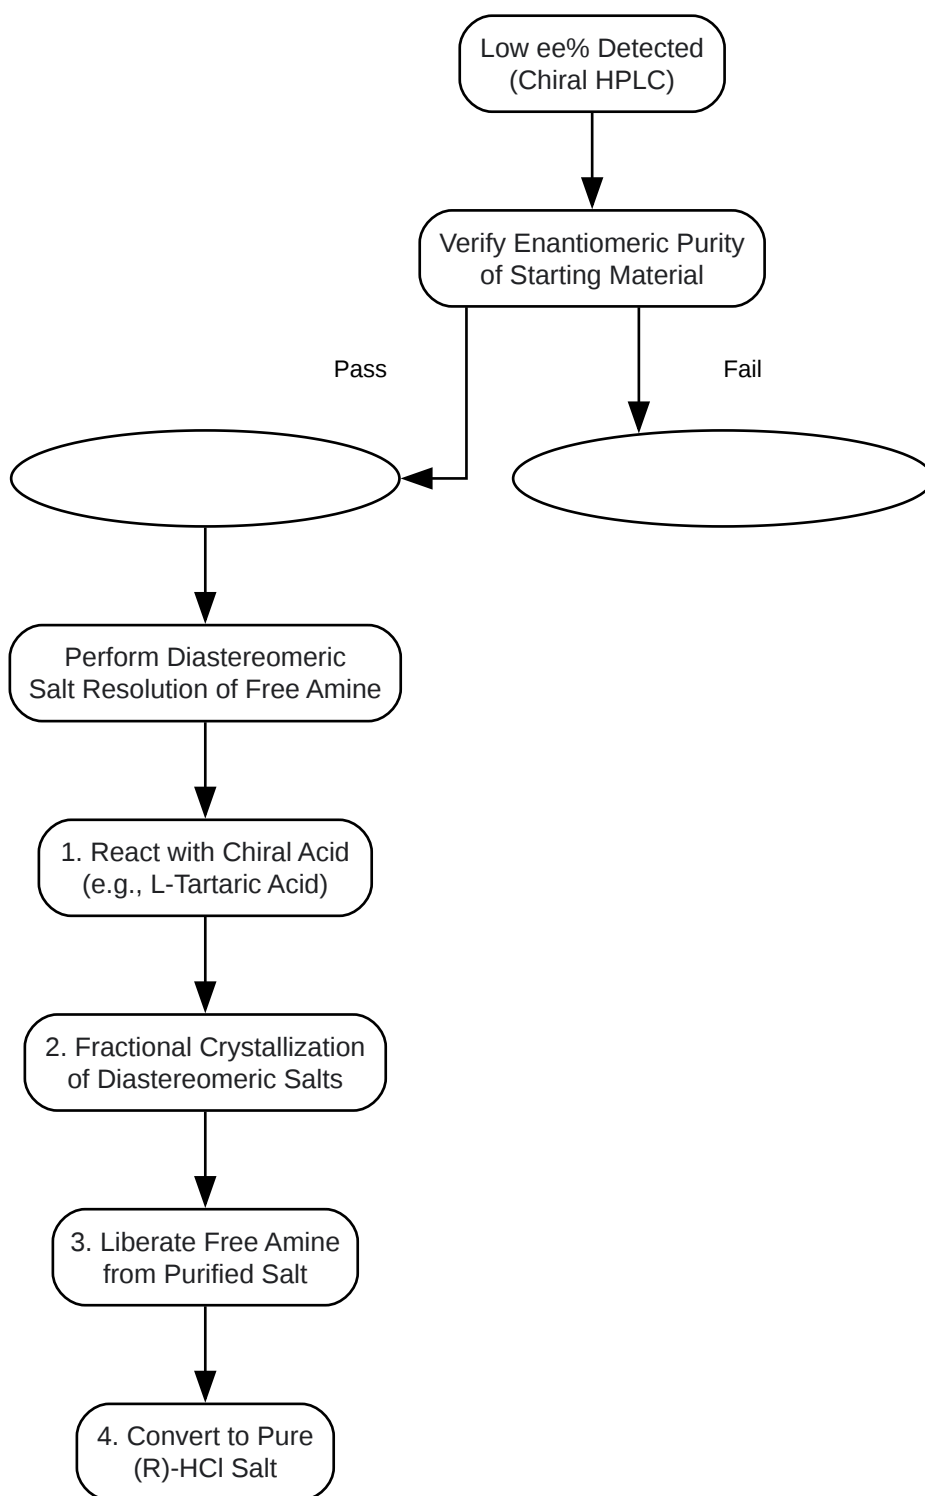 Low ee% Detected
(Chiral HPLC)
Verify Enantiomeric Purity
of Starting Material
Pass
Fail
Perform Diastereomeric
Salt Resolution of Free Amine
1. React with Chiral Acid
(e.g., L-Tartaric Acid)
2. Fractional Crystallization
of Diastereomeric Salts
3. Liberate Free Amine
from Purified Salt
4. Convert to Pure
(R)-HCl Salt